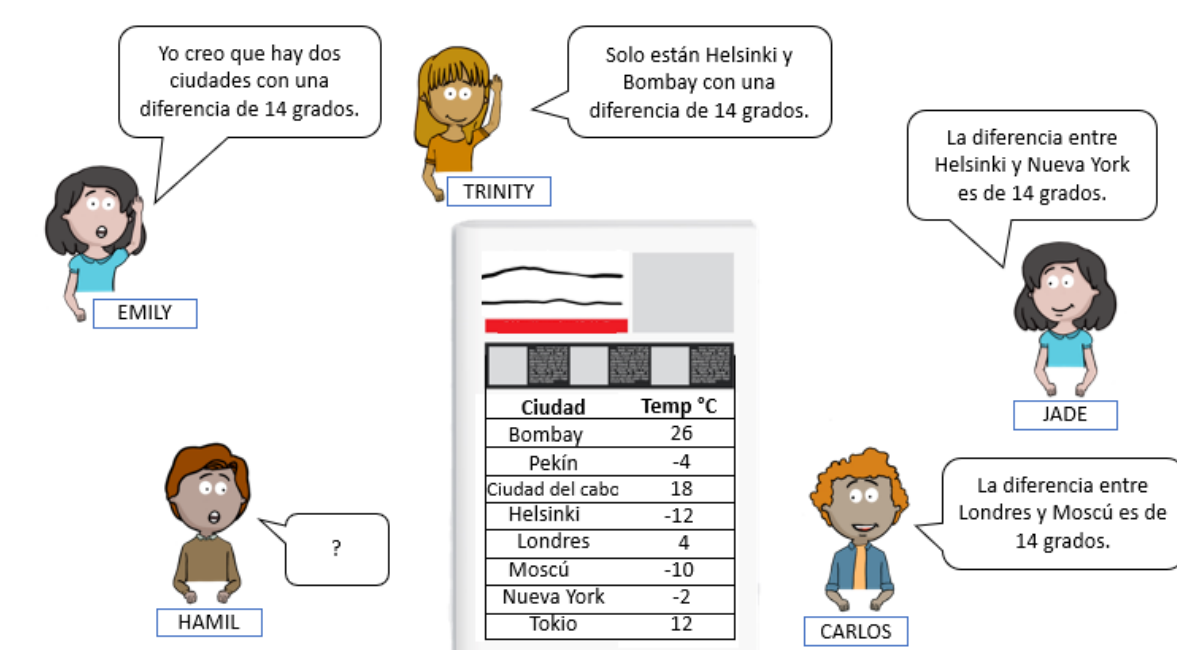 Yo creo que hay dos
ciudades con una
diferencia de 14 grados.
EMILY
Solo están Helsinki y
Bombay con una
diferencia de 14 grados.
TRINITY
La diferencia entre
Helsinki y Nueva York
es de 14 grados.
JADE
Ciudad Temp °C
Bombay 26
Pekín -4
Ciudad del cabo 18
Helsinki -12
Londres 4
Moscú -10
Nueva York -2
Tokio 12
?
HAMIL
La diferencia entre
Londres y Moscú es de
14 grados.
CARLOS